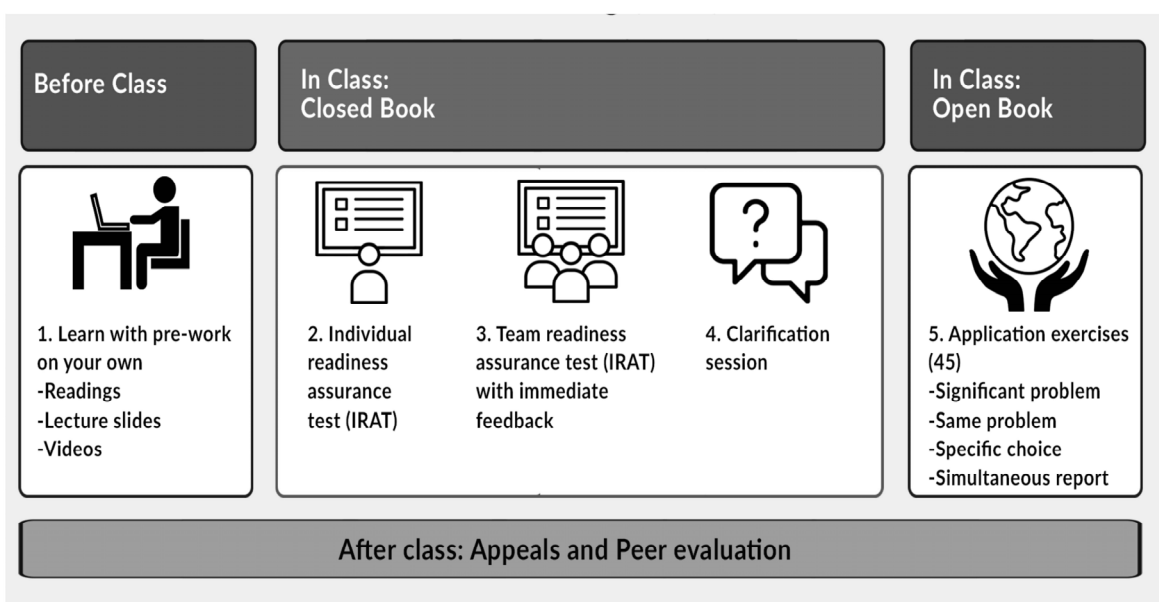 Before Class
In Class:
Closed Book
In Class:
Open Book
1. Learn with pre-work
on your own
-Readings
-Lecture slides
-Videos
2. Individual
readiness
assurance
test (IRAT)
3. Team readiness
assurance test (IRAT)
with immediate
feedback
?
4. Clarification
session
5. Application exercises
(45)
-Significant problem
-Same problem
-Specific choice
-Simultaneous report
After class: Appeals and Peer evaluation